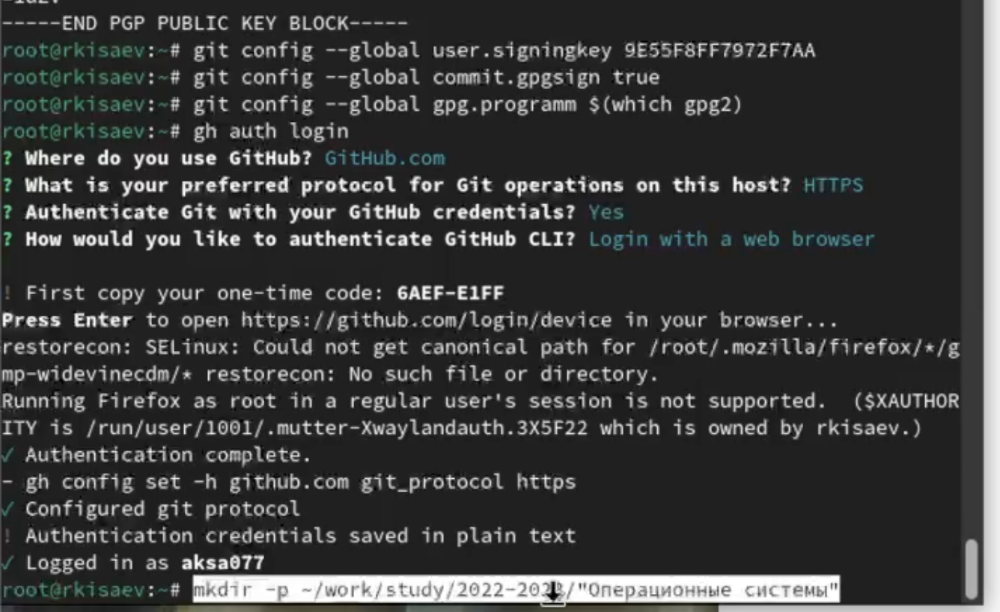 -----END PGP PUBLIC KEY BLOCK-----
root@rkisaev:~# git config --global user.signingkey 9E55F8FF7972F7AA
root@rkisaev:~# git config --global commit.gpgsign true
root@rkisaev:~# git config --global gpg.programm $(which gpg2)
root@rkisaev:~# gh auth login
? Where do you use GitHub? GitHub.com
? What is your preferred protocol for Git operations on this host? HTTPS
? Authenticate Git with your GitHub credentials? Yes
? How would you like to authenticate GitHub CLI? Login with a web browser
! First copy your one-time code: 6AEF-E1FF
Press Enter to open https://github.com/login/device in your browser...
restorecon: SELinux: Could not get canonical path for /root/.mozilla/firefox/*/g
mp-widevinecdm/* restorecon: No such file or directory.
Running Firefox as root in a regular user's session is not supported.  ($XAUTHOR
ITY is /run/user/1001/.mutter-Xwaylandauth.3X5F22 which is owned by rkisaev.)
✓ Authentication complete.
- gh config set -h github.com git_protocol https
✓ Configured git protocol
! Authentication credentials saved in plain text
✓ Logged in as aksa077
root@rkisaev:~# mkdir -p ~/work/study/2022-2023/"Операционные системы"